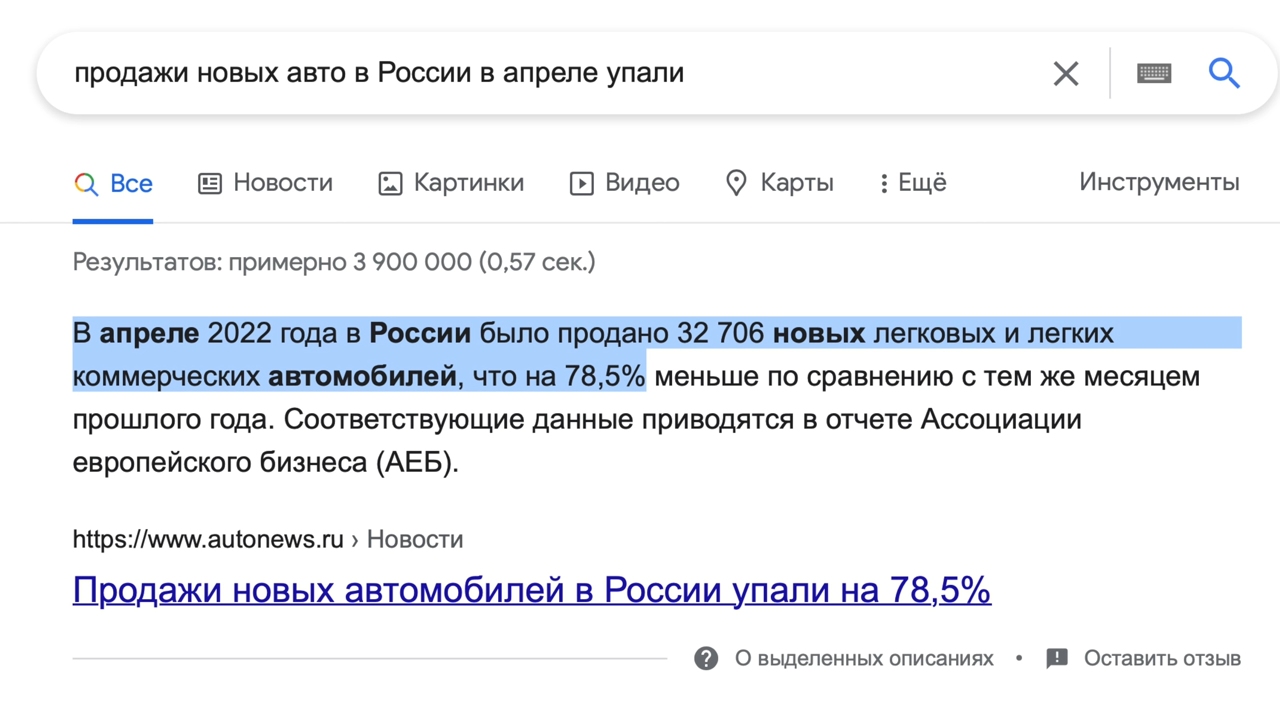 продажи новых авто в России в апреле упали
Все Новости Картинки Видео Карты Ещё Инструменты
Результатов: примерно 3 900 000 (0,57 сек.)
В апреле 2022 года в России было продано 32 706 новых легковых и легких
коммерческих автомобилей, что на 78,5% меньше по сравнению с тем же месяцем
прошлого года. Соответствующие данные приводятся в отчете Ассоциации
европейского бизнеса (АЕБ).
https://www.autonews.ru › Новости
Продажи новых автомобилей в России упали на 78,5%
О выделенных описаниях • Оставить отзыв